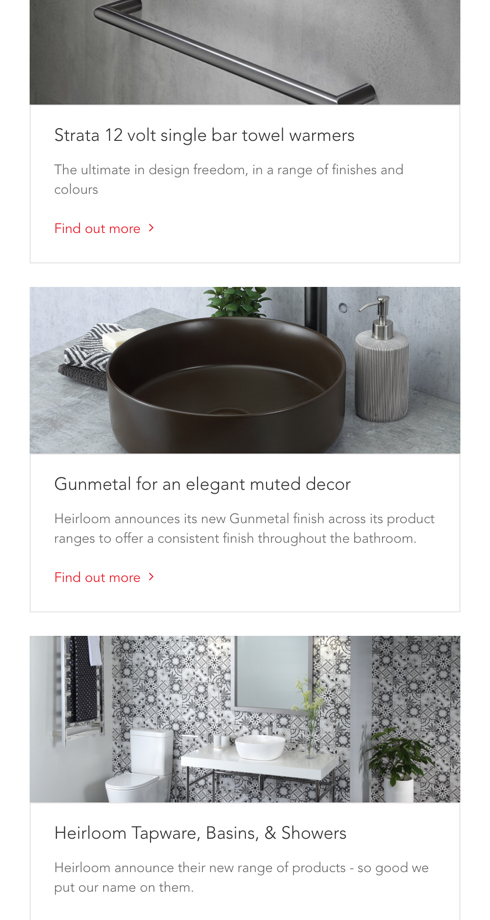 Strata 12 volt single bar towel warmers
The ultimate in design freedom, in a range of finishes and
colours
Find out more
Gunmetal for an elegant muted decor
Heirloom announces its new Gunmetal finish across its product
ranges to offer a consistent finish throughout the bathroom.
Find out more
Heirloom Tapware, Basins, & Showers
Heirloom announce their new range of products - so good we
put our name on them.